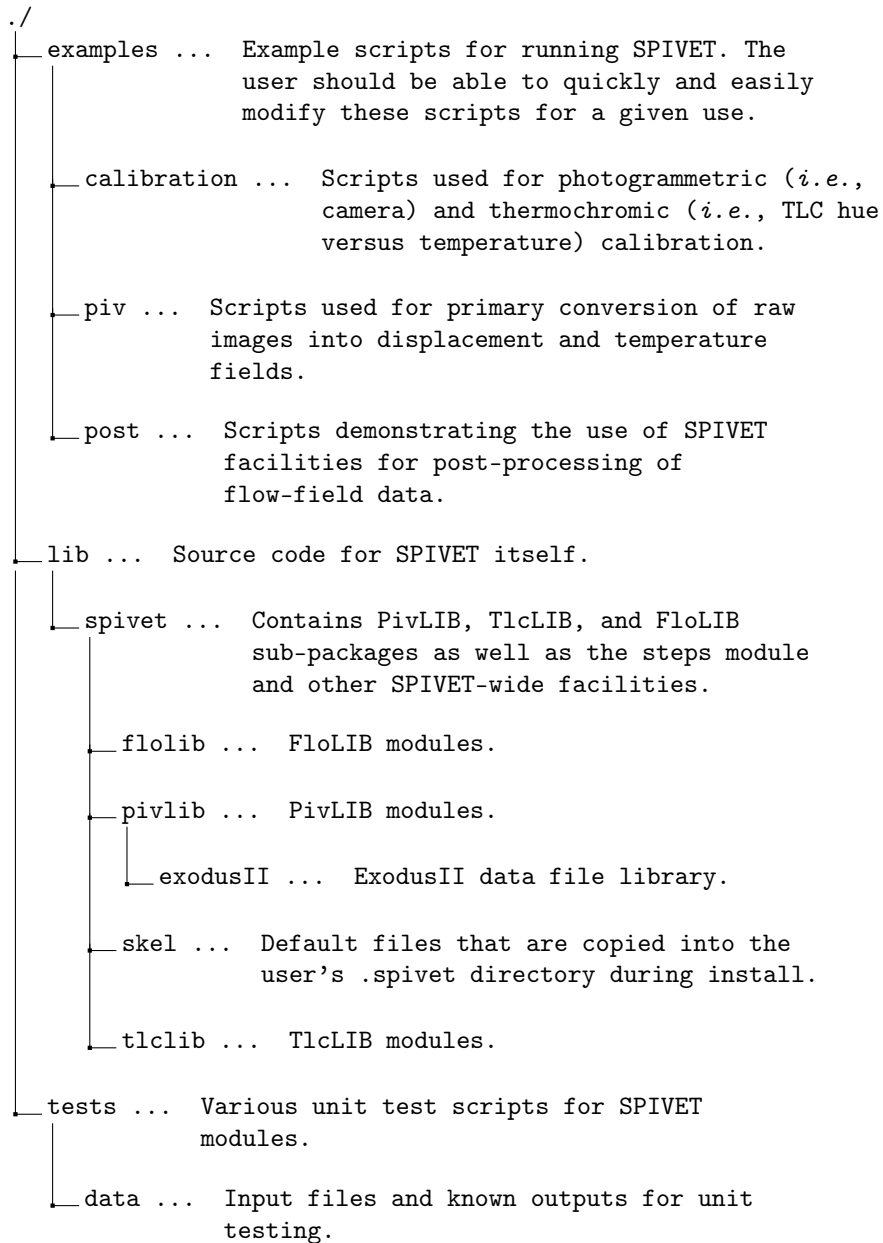 ./
examples ... Example scripts for running SPIVET. The
user should be able to quickly and easily
modify these scripts for a given use.
calibration ... Scripts used for photogrammetric (i.e.,
camera) and thermochromic (i.e., TLC hue
versus temperature) calibration.
piv ... Scripts used for primary conversion of raw
images into displacement and temperature
fields.
post ... Scripts demonstrating the use of SPIVET
facilities for post-processing of
flow-field data.
lib ... Source code for SPIVET itself.
spivet ... Contains PivLIB, TlcLIB, and FloLIB
sub-packages as well as the steps module
and other SPIVET-wide facilities.
flolib ... FloLIB modules.
pivlib ... PivLIB modules.
exodusII ... ExodusII data file library.
skel ... Default files that are copied into the
user's .spivet directory during install.
tlclib ... TlcLIB modules.
tests ... Various unit test scripts for SPIVET
modules.
data ... Input files and known outputs for unit
testing.